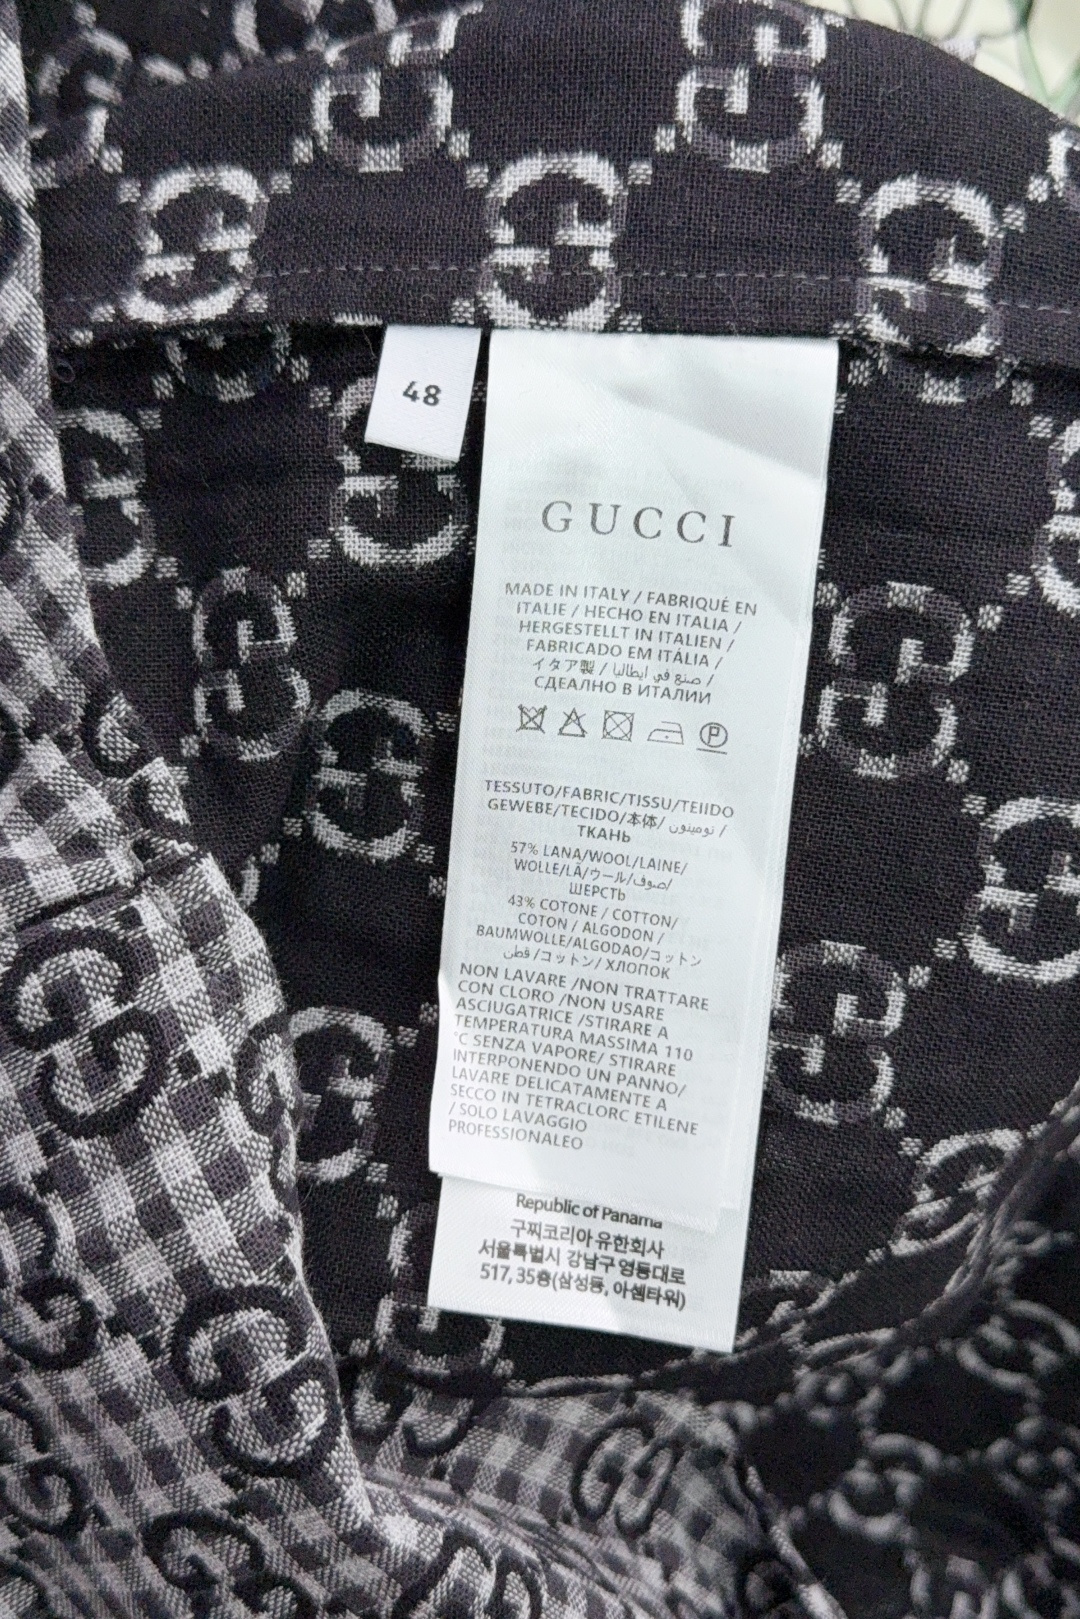 48
GUCCI
MADE IN ITALY / FABRIQUÉ EN
ITALIE / HECHO EN ITALIA /
HERGESTELLT IN ITALIEN /
FABRICADO EM ITÁLIA /
イタア製 / صنع في ايطاليا /
СДЕАЛНО В ИТАЛИИ
P
TESSUTO/FABRIC/TISSU/TEIIDO
GEWEBE/TECIDO/本体/ نومينون /
ТКАНЬ
57% LANA/WOOL/LAINE/
WOLLE/LÃ/ウール/صوف/
ШЕРСТЬ
43% COTONE / COTTON/
COTON / ALGODON /
BAUMWOLLE/ALGODAO/コットン
قطن /コットン/ ХЛОПОК
NON LAVARE /NON TRATTARE
CON CLORO /NON USARE
ASCIUGATRICE /STIRARE A
TEMPERATURA MASSIMA 110
°C SENZA VAPORE/ STIRARE
INTERPONENDO UN PANNO/
LAVARE DELICATAMENTE A
SECCO IN TETRACLORC ETILENE
/ SOLO LAVAGGIO
PROFESSIONALEO
Republic of Panama
구찌코리아 유한회사
서울특별시 강남구 영동대로
517, 35층(삼성동, 아셈타워)